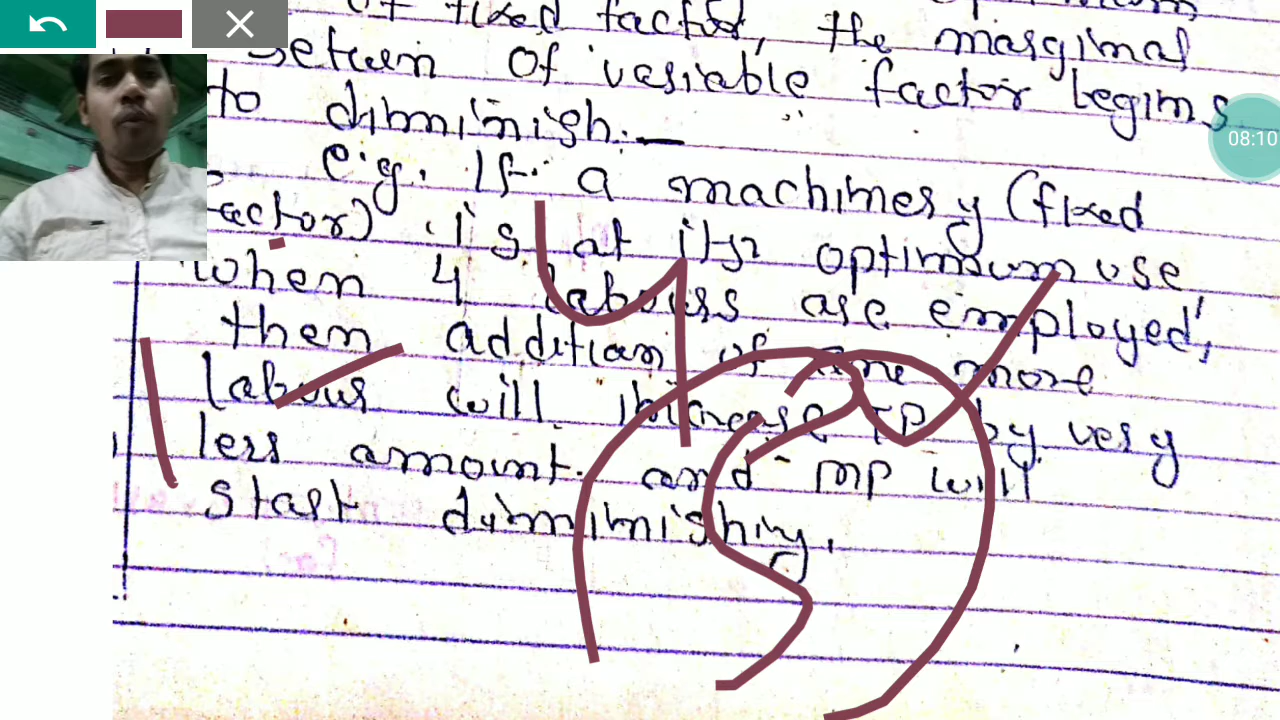 of fixed factor, the marginal
return of variable factor begins
to diminish.
e.g. If a machinery (fixed
factor) is at its optimum use
when 4 labours are employed,
then addition of one more
labour will increase TP by very
less amount. and MP will
start diminishing.
08:10